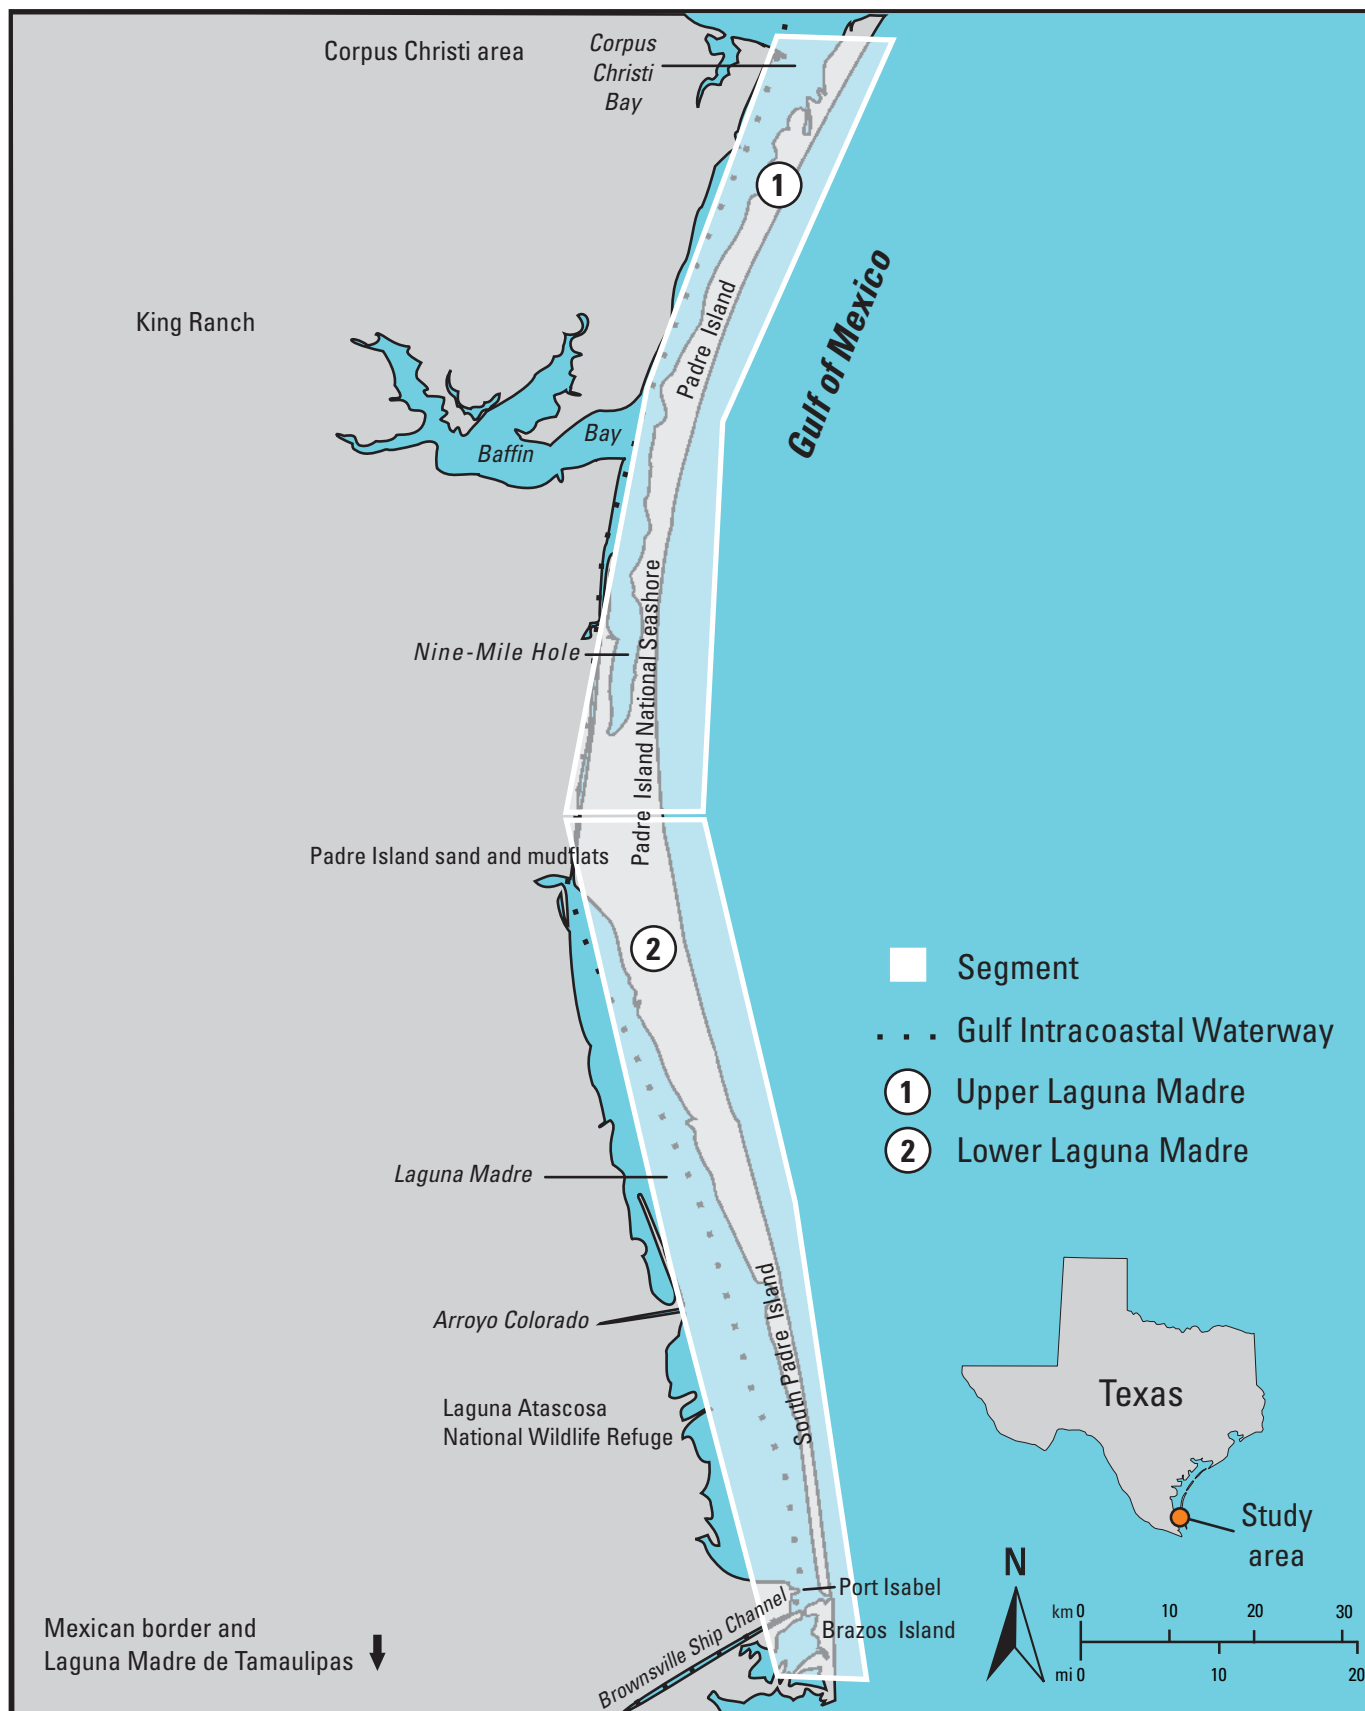 Corpus Christi area
Corpus
Christi
Bay
1
King Ranch
Padre Island
Gulf of Mexico
Baffin
Bay
Nine-Mile Hole
Padre Island National Seashore
Padre Island sand and mudflats
2
Segment
Gulf Intracoastal Waterway
1 Upper Laguna Madre
2 Lower Laguna Madre
Laguna Madre
South Padre Island
Arroyo Colorado
Laguna Atascosa
National Wildlife Refuge
Texas
Study
area
Port Isabel
Brazos Island
Brownsville Ship Channel
Mexican border and
Laguna Madre de Tamaulipas
N
km 0 10 20 30
mi 0 10 20